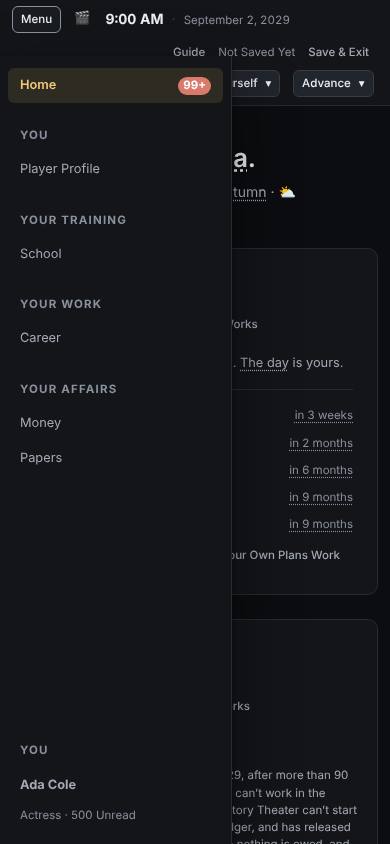 Menu 9:00 AM · September 2, 2029
Guide Not Saved Yet Save & Exit
Home 99+
rself ▾ Advance ▾
YOU
a.
Player Profile
tumn · ⛅
YOUR TRAINING
School
YOUR WORK
Career
orks
. The day is yours.
YOUR AFFAIRS
in 3 weeks
Money
in 2 months
Papers
in 6 months
in 9 months
in 9 months
our Own Plans Work
rks
YOU
29, after more than 90
Ada Cole
can't work in the
tory Theater can't start
Actress · 500 Unread
dger, and has released
nothing is owed, and